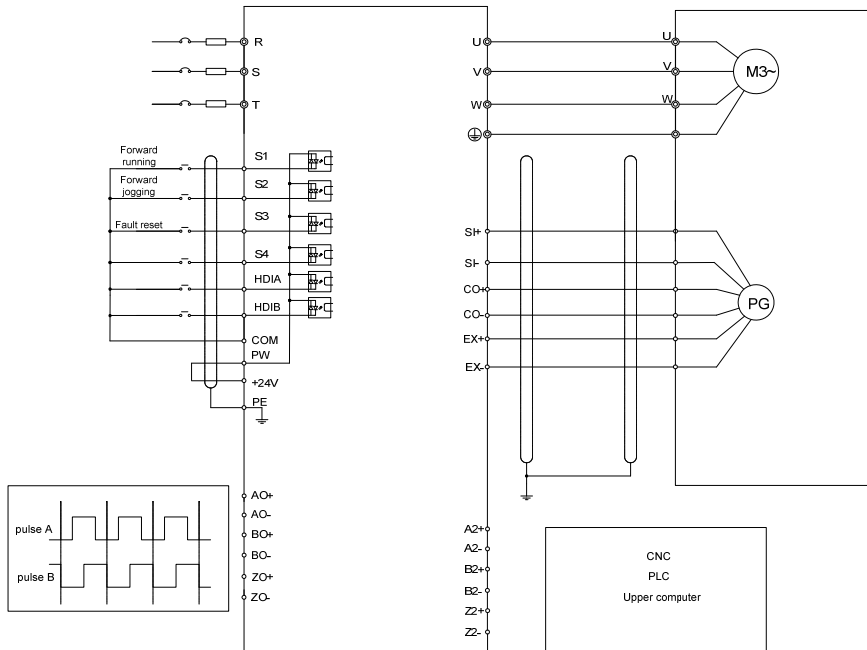 R
S
T
U
V
W
U
V
W
M3~
Forward
running
Forward
jogging
Fault reset
S1
S2
S3
S4
HDIA
HDIB
COM
PW
+24V
PE
SI+
SI-
CO+
CO-
EX+
EX-
PG
pulse A
pulse B
AO+
AO-
BO+
BO-
ZO+
ZO-
A2+
A2-
B2+
B2-
Z2+
Z2-
CNC
PLC
Upper computer